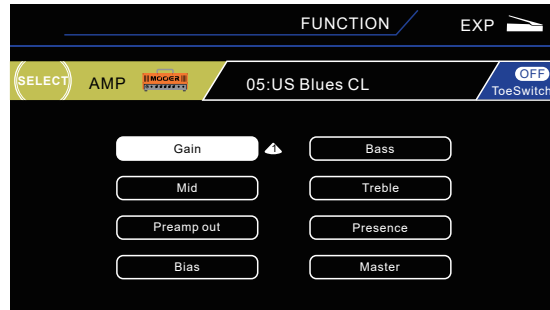 FUNCTION EXP
SELECT AMP MOOER 05:US Blues CL OFF
ToeSwitch
Gain 1 Bass
Mid Treble
Preamp out Presence
Bias Master